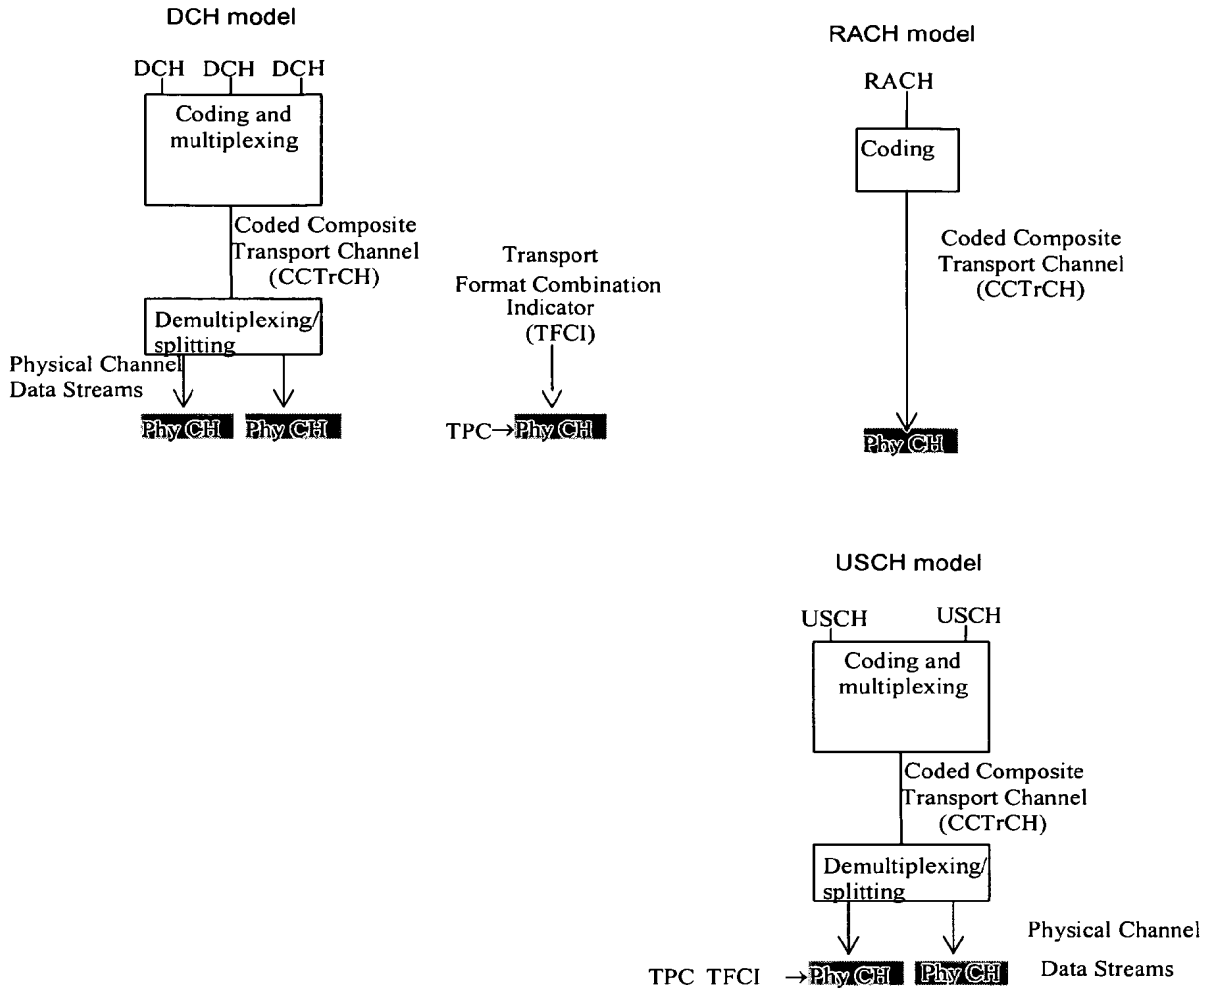 DCH model
DCH DCH DCH
Coding and
multiplexing
Coded Composite
Transport Channel
(CCTrCH)
Demultiplexing/
splitting
Physical Channel
Data Streams
Phy CH Phy CH
Transport
Format Combination
Indicator
(TFCI)
TPC→Phy CH
RACH model
RACH
Coding
Coded Composite
Transport Channel
(CCTrCH)
Phy CH
USCH model
USCH USCH
Coding and
multiplexing
Coded Composite
Transport Channel
(CCTrCH)
Demultiplexing/
splitting
Physical Channel
Data Streams
TPC TFCI →Phy CH Phy CH